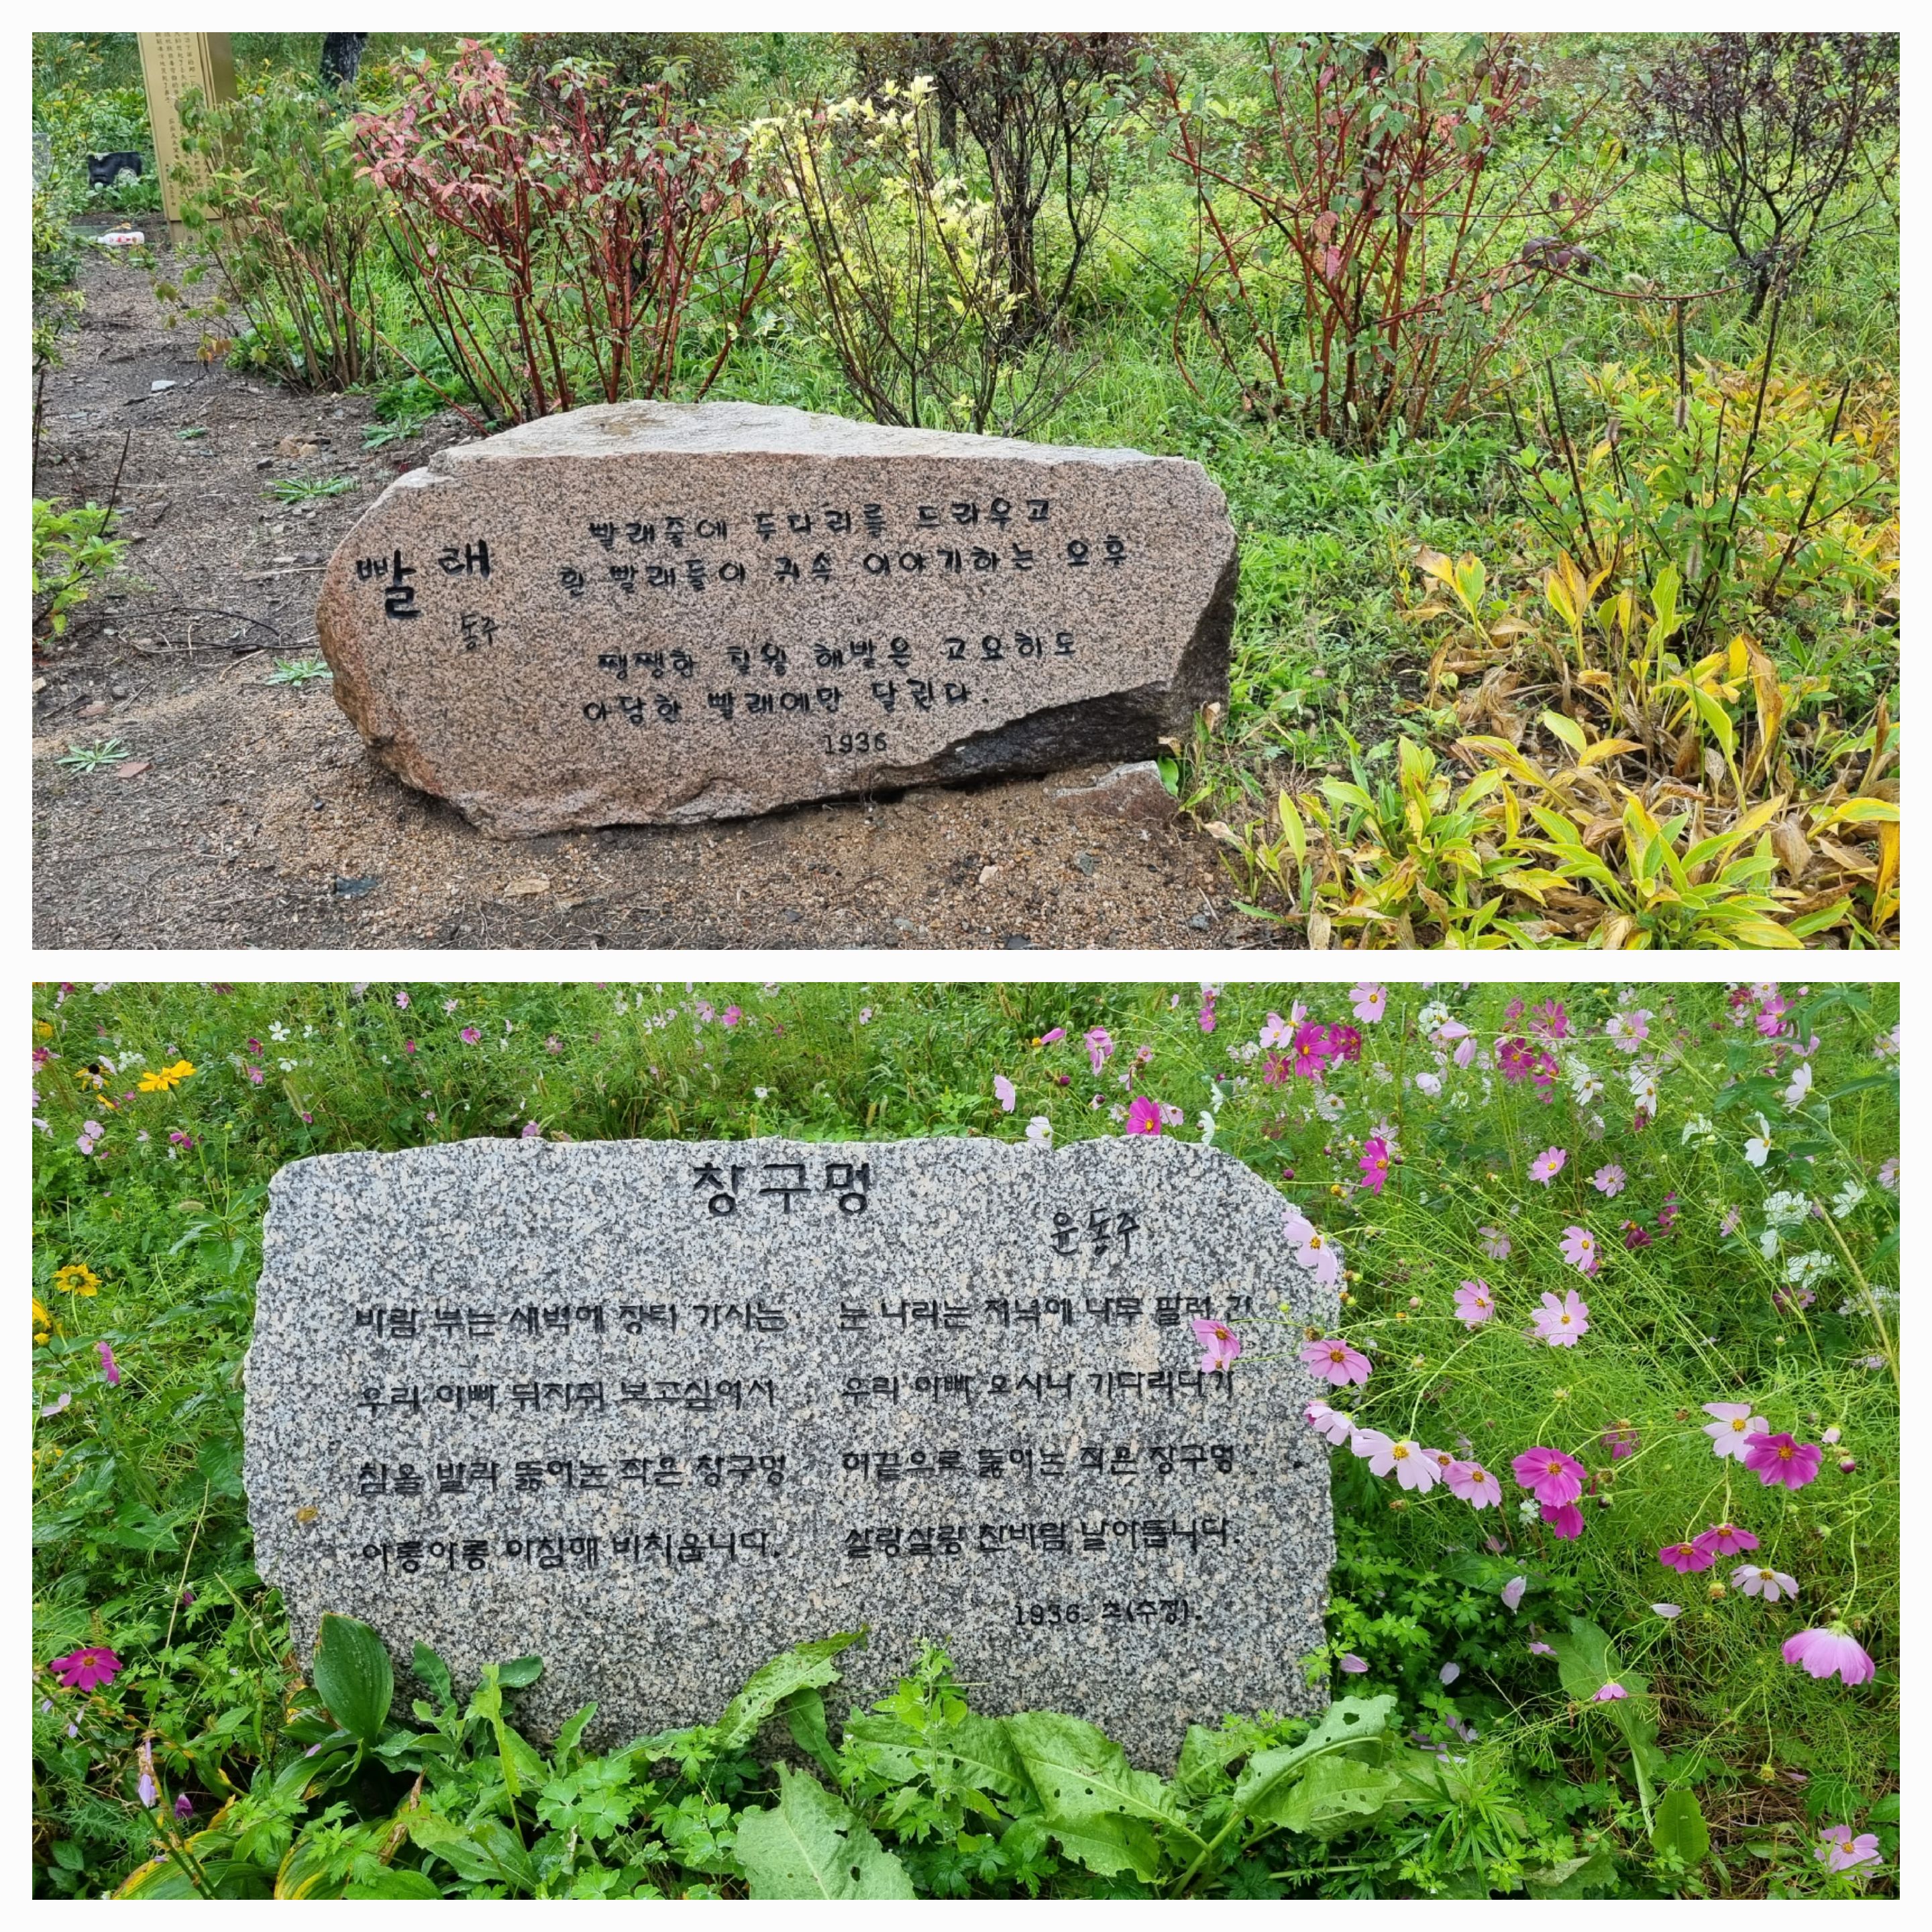 빨래
동주
빨래줄에 두다리를 드리우고
흰 빨래들이 귀속 이야기하는 오후
쨍쨍한 칠월 해발은 고요히도
아담한 빨래에만 달린다.
1936
창구멍
윤동주
바람 부는 새벽에 장터 가시는
우리 아빠 뒤자취 보고싶어서
침을 발라 뚫어논 작은 창구멍
아롱아롱 아침해 비치웁니다.
눈 나리는 저녁에 나무 팔러 가
우리 아빠 오시나 기다리다가
혀끝으로 뚫어논 작은 창구멍
살랑살랑 찬바람 날아듭니다.
1936. 초(추정).